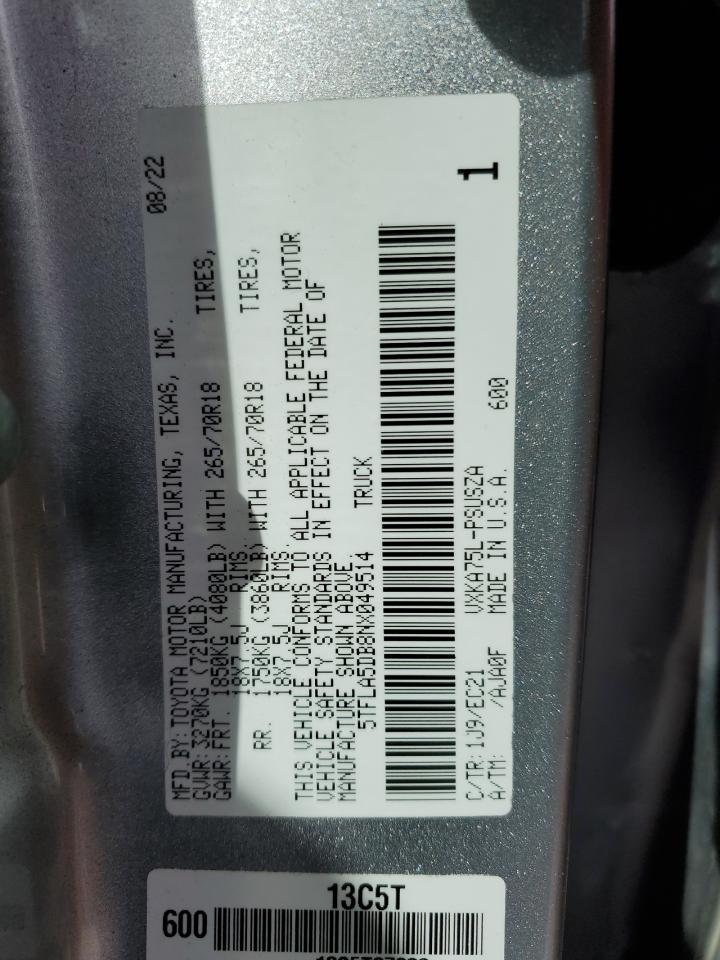 MFD.BY:TOYOTA MOTOR MANUFACTURING, TEXAS, INC. 08/22
GVWR:3270KG (7210LB)
GAWR:FRT. 1850KG (4080LB) WITH 265/70R18 TIRES,
18X7.5J RIMS.
RR. 1750KG (3860LB) WITH 265/70R18 TIRES,
18X7.5J RIMS.
THIS VEHICLE CONFORMS TO ALL APPLICABLE FEDERAL MOTOR
VEHICLE SAFETY STANDARDS IN EFFECT ON THE DATE OF
MANUFACTURE SHOWN ABOVE.
5TFLA5DB8NX049514 TRUCK
C/TR:1J9/EC21 VXKA75L-PSUSZA
A/TM: /AJA0F MADE IN U.S.A. 600
1
13C5T
600